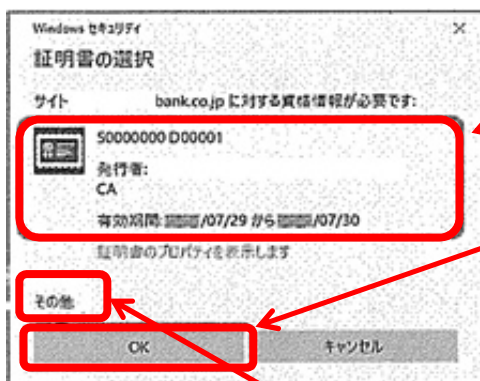 Windows セキュリティ
証明書の選択
サイト bank.co.jp に対する資格情報が必要です:
S0000000 D00001
発行者:
CA
有効期間: /07/29 から /07/30
証明書のプロパティを表示します
その他
OK キャンセル